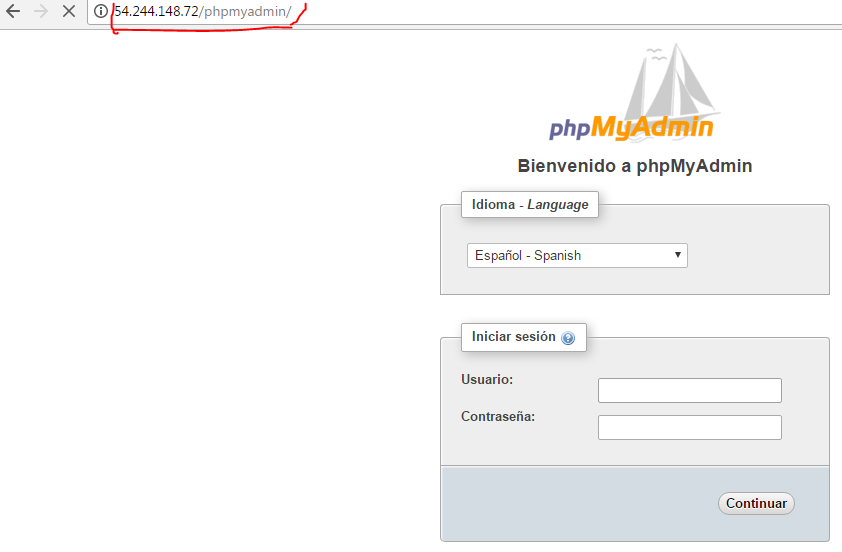 54.244.148.72/phpmyadmin/
phpMyAdmin
Bienvenido a phpMyAdmin
Idioma - Language
Español - Spanish
Iniciar sesión
Usuario:
Contraseña:
Continuar